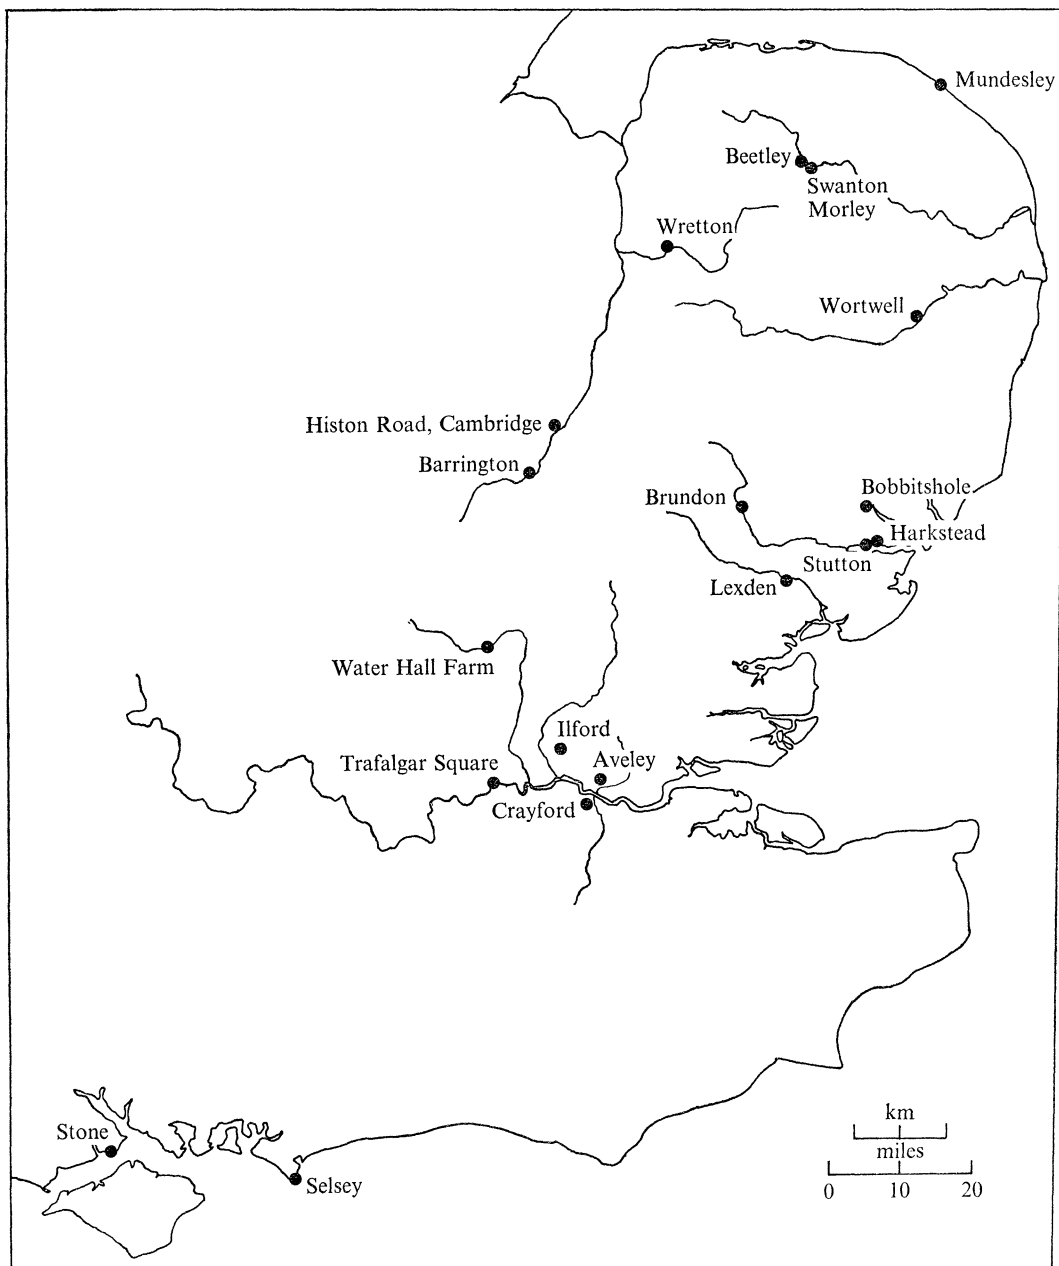 Mundesley
Beetley
Swanton
Morley
Wretton
Wortwell
Histon Road, Cambridge
Barrington
Bobbitshole
Brundon
Harkstead
Stutton
Lexden
Water Hall Farm
Ilford
Trafalgar Square
Aveley
Crayford
km
Stone
miles
Selsey
0 10 20